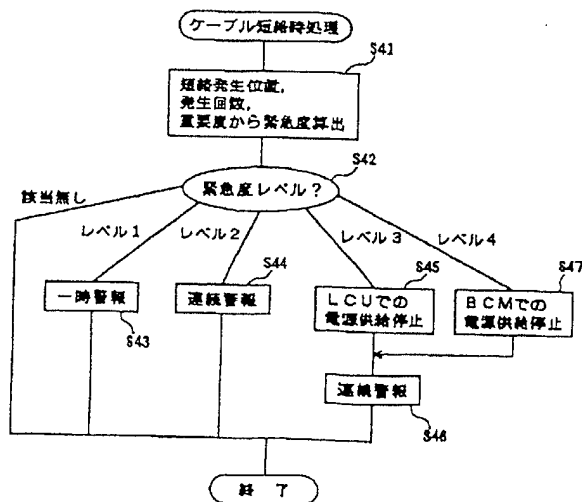 ケーブル短絡時処理
S41
短絡発生位置,
発生回数,
重要度から緊急度算出
S42
緊急度レベル?
該当無し
レベル1
レベル2
レベル3
レベル4
S44
S45
S47
一時警報
連続警報
LCUでの
電源供給停止
BCMでの
電源供給停止
S43
連続警報
S46
終了